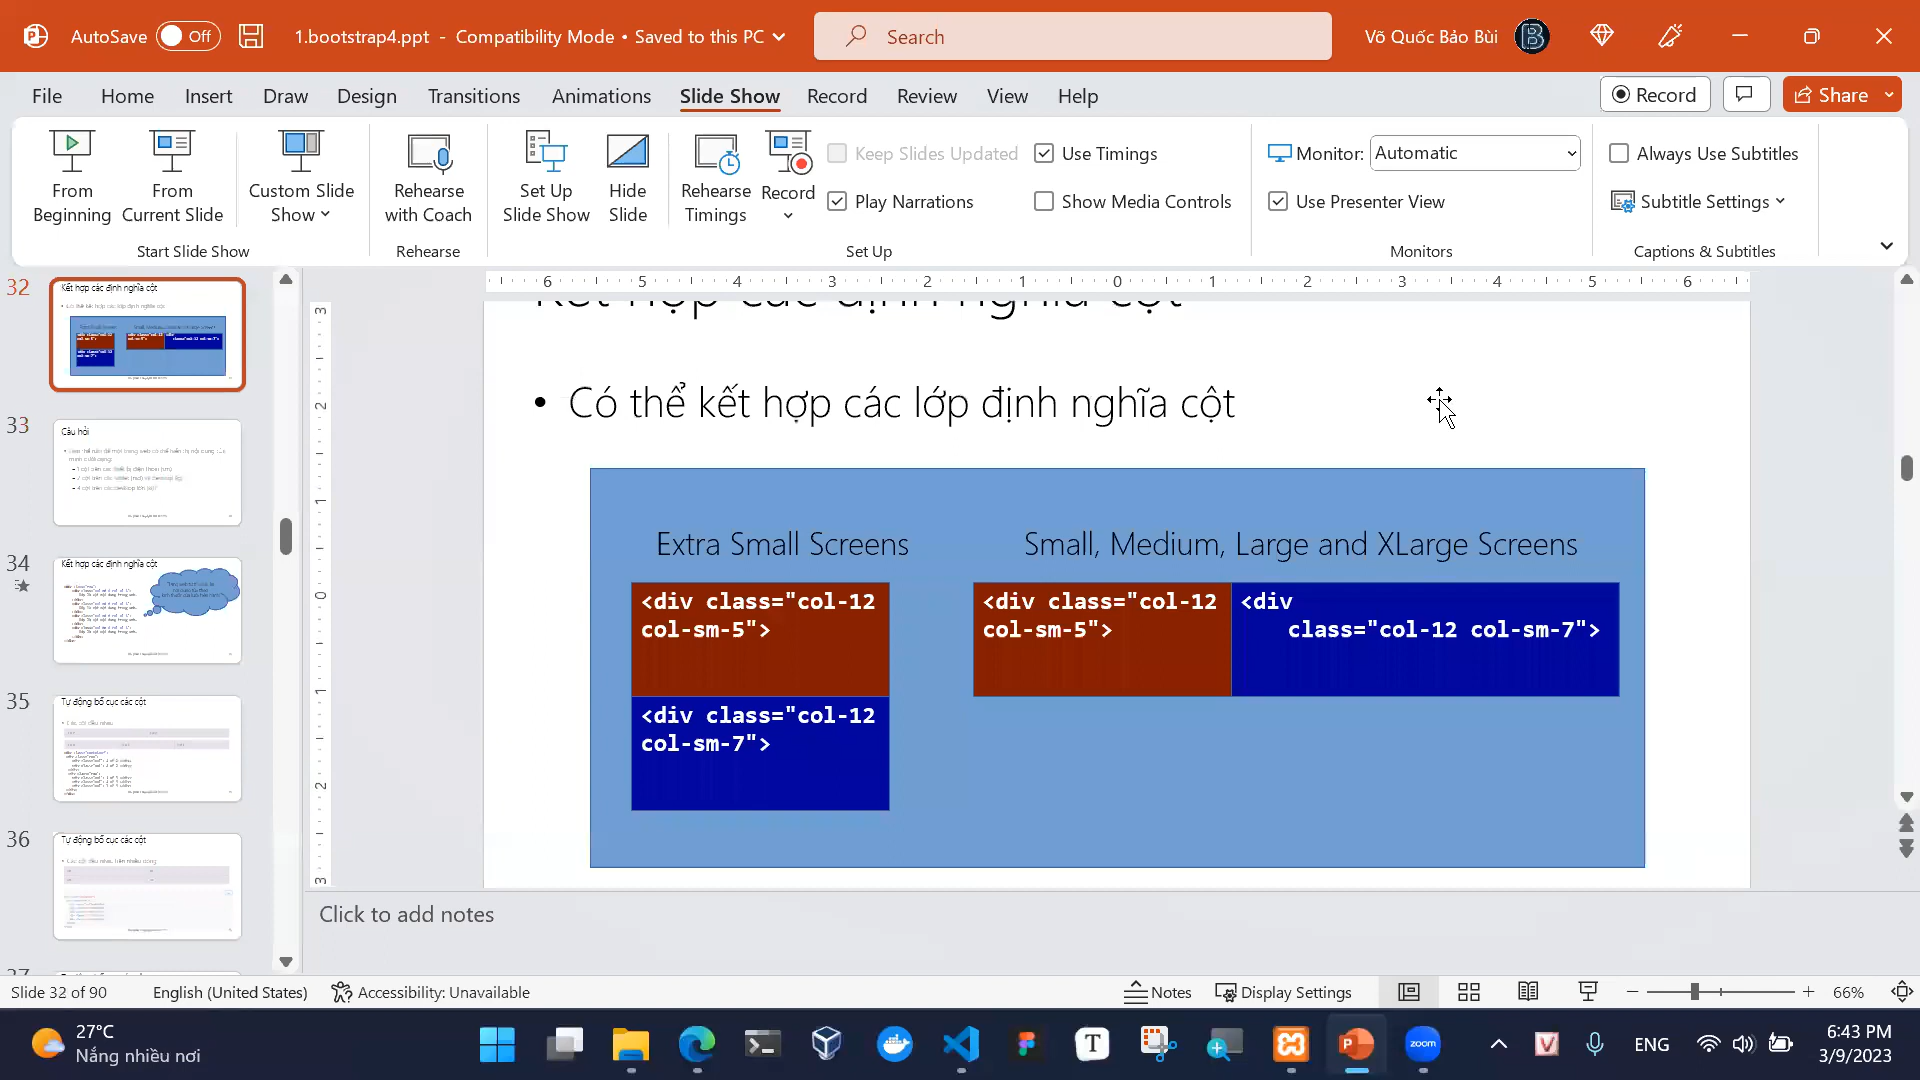 AutoSave Off 1.bootstrap4.ppt - Compatibility Mode • Saved to this PC Search Võ Quốc Bảo Bùi
File Home Insert Draw Design Transitions Animations Slide Show Record Review View Help Record Share
From Beginning
From Current Slide
Custom Slide Show
Rehearse with Coach
Set Up Slide Show
Hide Slide
Rehearse Timings
Record
Keep Slides Updated
Use Timings
Play Narrations
Show Media Controls
Monitor: Automatic
Use Presenter View
Always Use Subtitles
Subtitle Settings
Start Slide Show Rehearse Set Up Monitors Captions & Subtitles
32
Kết hợp các định nghĩa cột
33
Câu hỏi
34
Kết hợp các định nghĩa cột
35
Tự động bố cục các cột
36
Tự động bố cục các cột
Kết hợp các định nghĩa cột
• Có thể kết hợp các lớp định nghĩa cột
Extra Small Screens
<div class="col-12
col-sm-5">
<div class="col-12
col-sm-7">
Small, Medium, Large and XLarge Screens
<div class="col-12
col-sm-5">
<div
class="col-12 col-sm-7">
Click to add notes
Slide 32 of 90 English (United States) Accessibility: Unavailable Notes Display Settings 66%
27°C
Nắng nhiều nơi
zoom
ENG
6:43 PM
3/9/2023